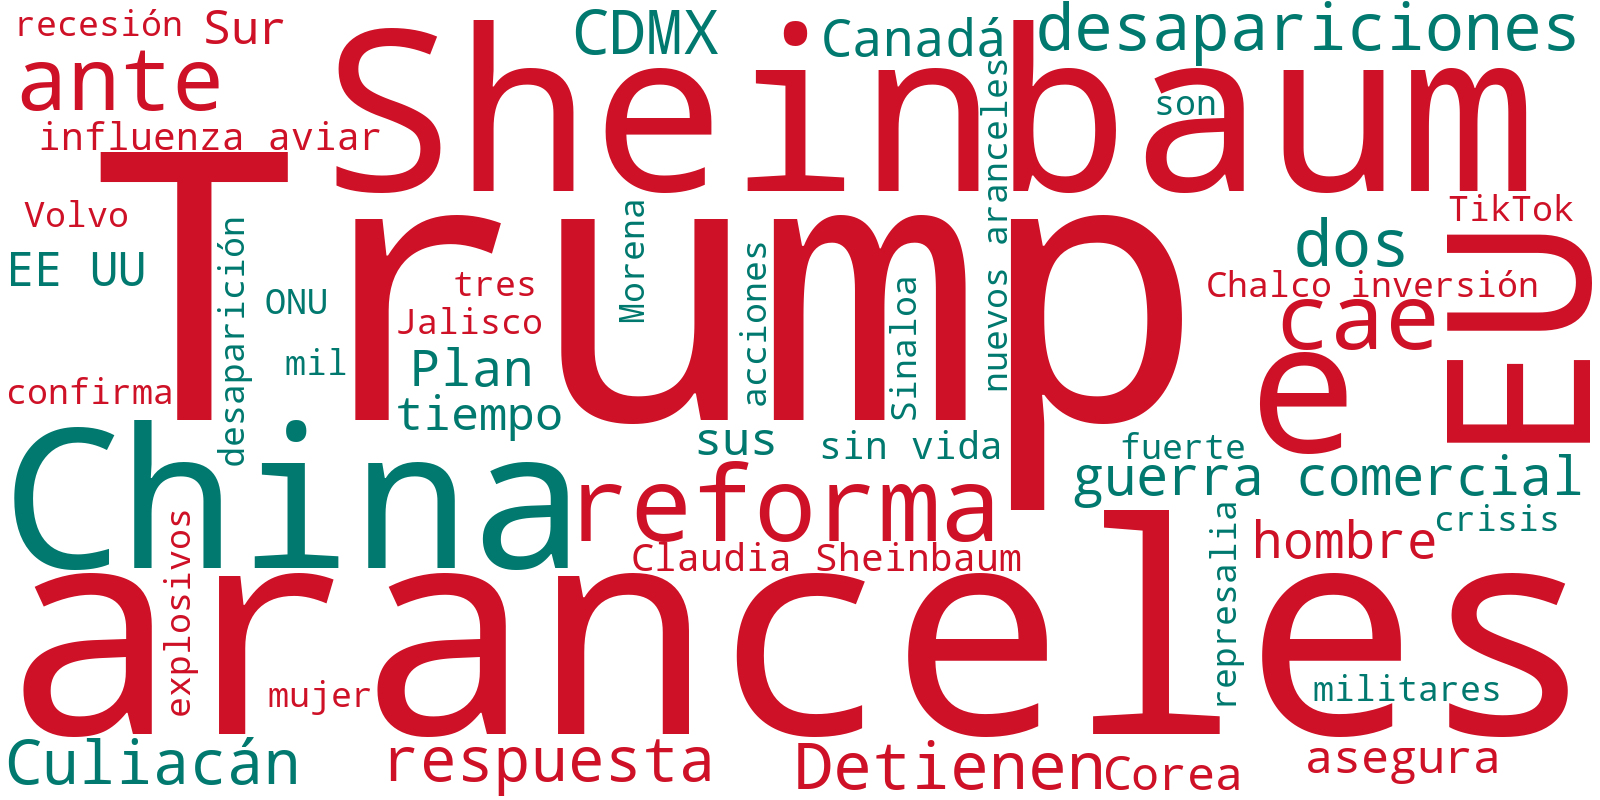 recesión
Sur
CDMX
Canadá
desapariciones
ante
Sheinbaum
son
influenza aviar
Trump
Volvo
TikTok
EE UU
desaparición
ONU
tres
Jalisco
Morena
acciones
Sinaloa
nuevos aranceles
dos
Chalco inversión
cae
EU
mil
Plan
confirma
tiempo
e
China
sus
sin vida
fuerte
guerra comercial
reforma
crisis
explosivos
Claudia Sheinbaum
represalia
hombre
aranceles
mujer
militares
Culiacán
respuesta
Detienen
Corea
asegura